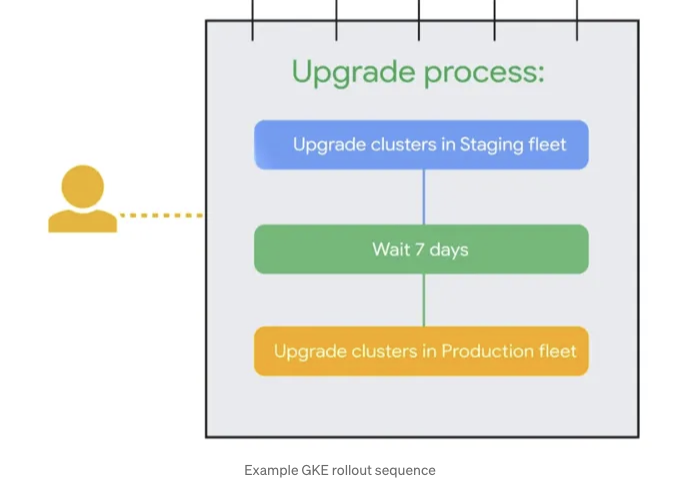 Upgrade process:
Upgrade clusters in Staging fleet
Wait 7 days
Upgrade clusters in Production fleet
Example GKE rollout sequence